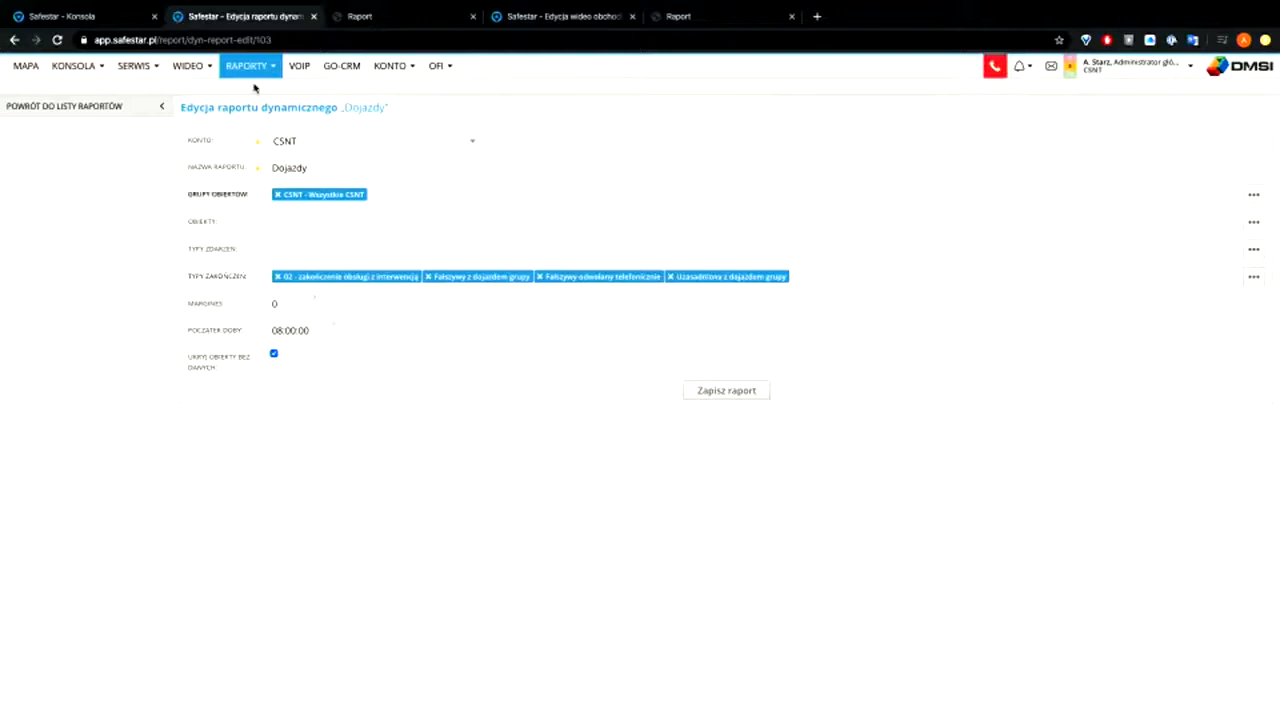 Safestar - Konsola
Safestar - Edycja raportu dynam
Raport
Safestar - Edycja wideo obchod
Raport
app.safestar.pl/report/dyn-report-edit/103
MAPA
KONSOLA
SERWIS
WIDEO
RAPORTY
VOIP
GO-CRM
KONTO
OFI
A. Starz, Administrator głó...
CSNT
DMSI
POWRÓT DO LISTY RAPORTÓW
Edycja raportu dynamicznego „Dojazdy"
KONTO:
CSNT
NAZWA RAPORTU:
Dojazdy
GRUPY OBIEKTÓW:
CSNT - Wszystkie CSNT
OBIEKTY:
TYPY ZDARZEŃ:
TYPY ZAKOŃCZEŃ:
02 - zakończenie obsługi z interwencją
Fałszywy z dojazdem grupy
Fałszywy-odwołany telefonicznie
Uzasadniona z dojazdem grupy
MARGINES:
0
POCZĄTEK DOBY:
08:00:00
UKRYJ OBIEKTY BEZ
DANYCH:
Zapisz raport